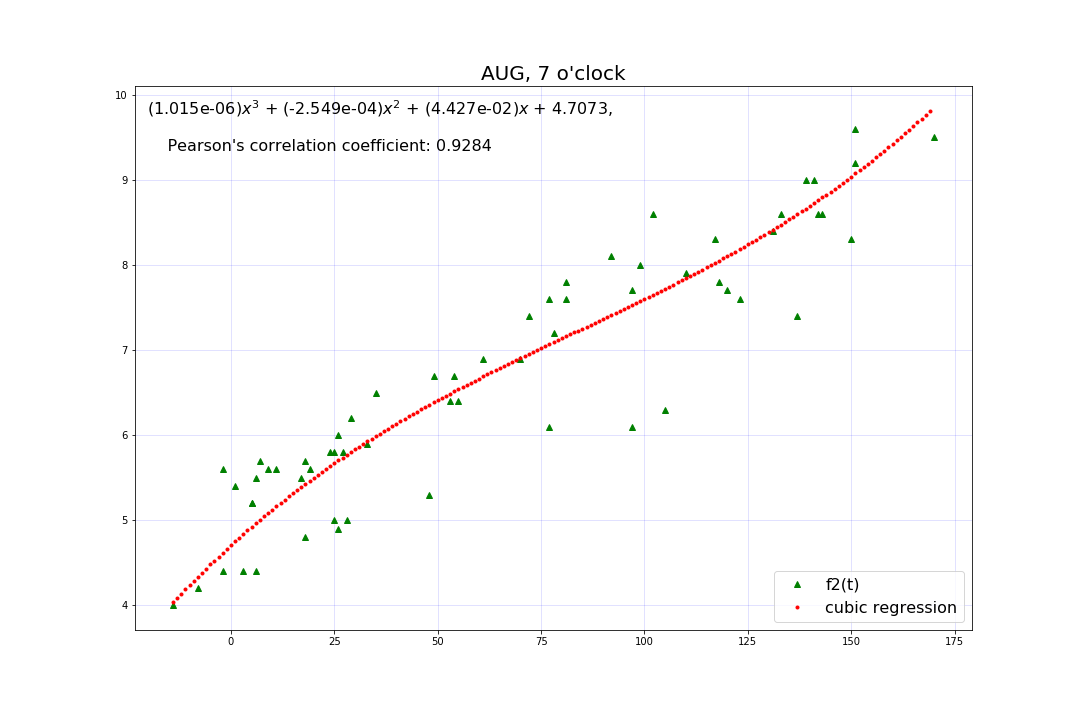 AUG, 7 o'clock
(1.015e-06)x³ + (-2.549e-04)x² + (4.427e-02)x + 4.7073,
Pearson's correlation coefficient: 0.9284
10
9
8
7
6
5
4
f2(t)
cubic regression
0 25 50 75 100 125 150 175